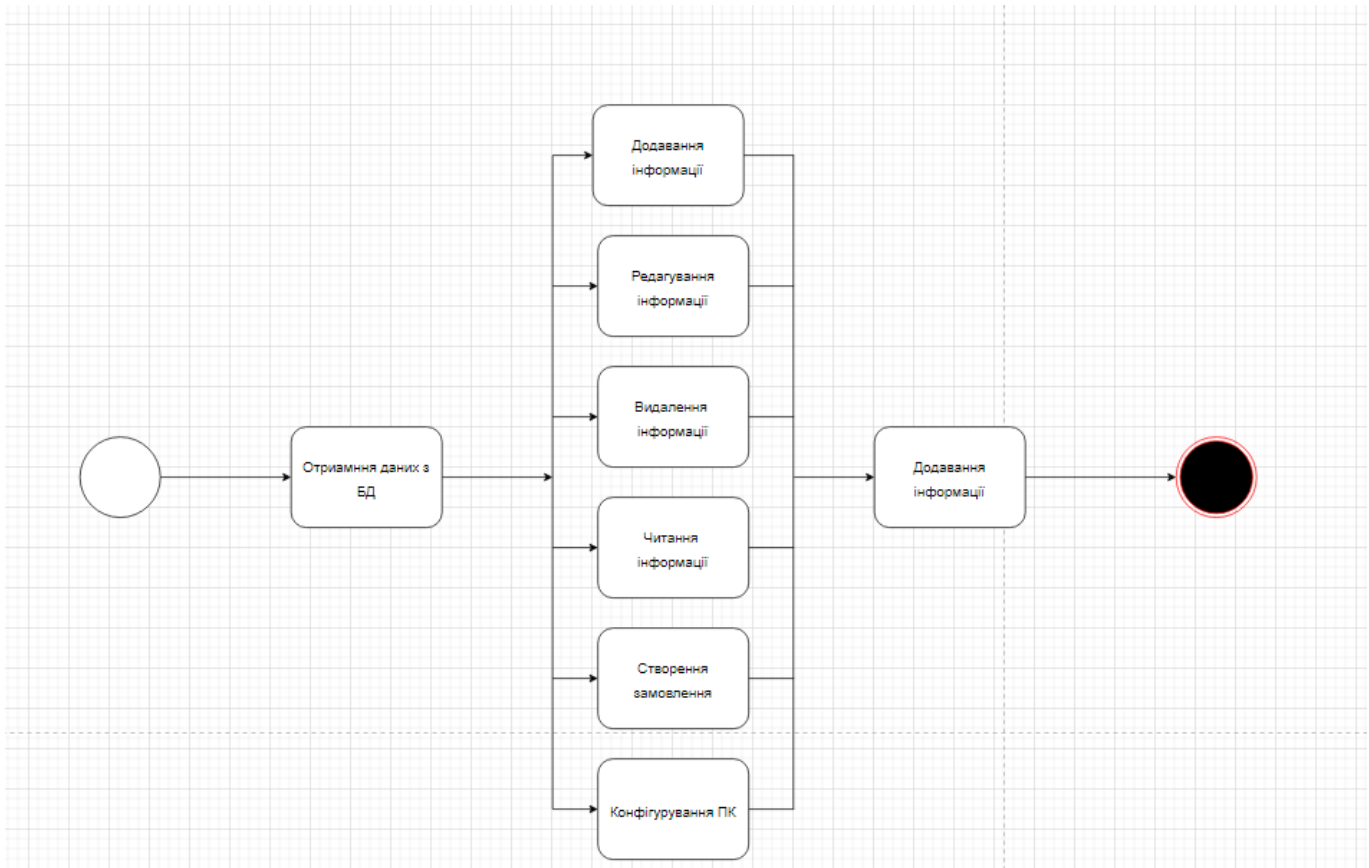 Додавання
інформації
Редагування
інформації
Видалення
інформації
Отриамння даних з
БД
Додавання
інформації
Читання
інформації
Створення
замовлення
Конфігурування ПК